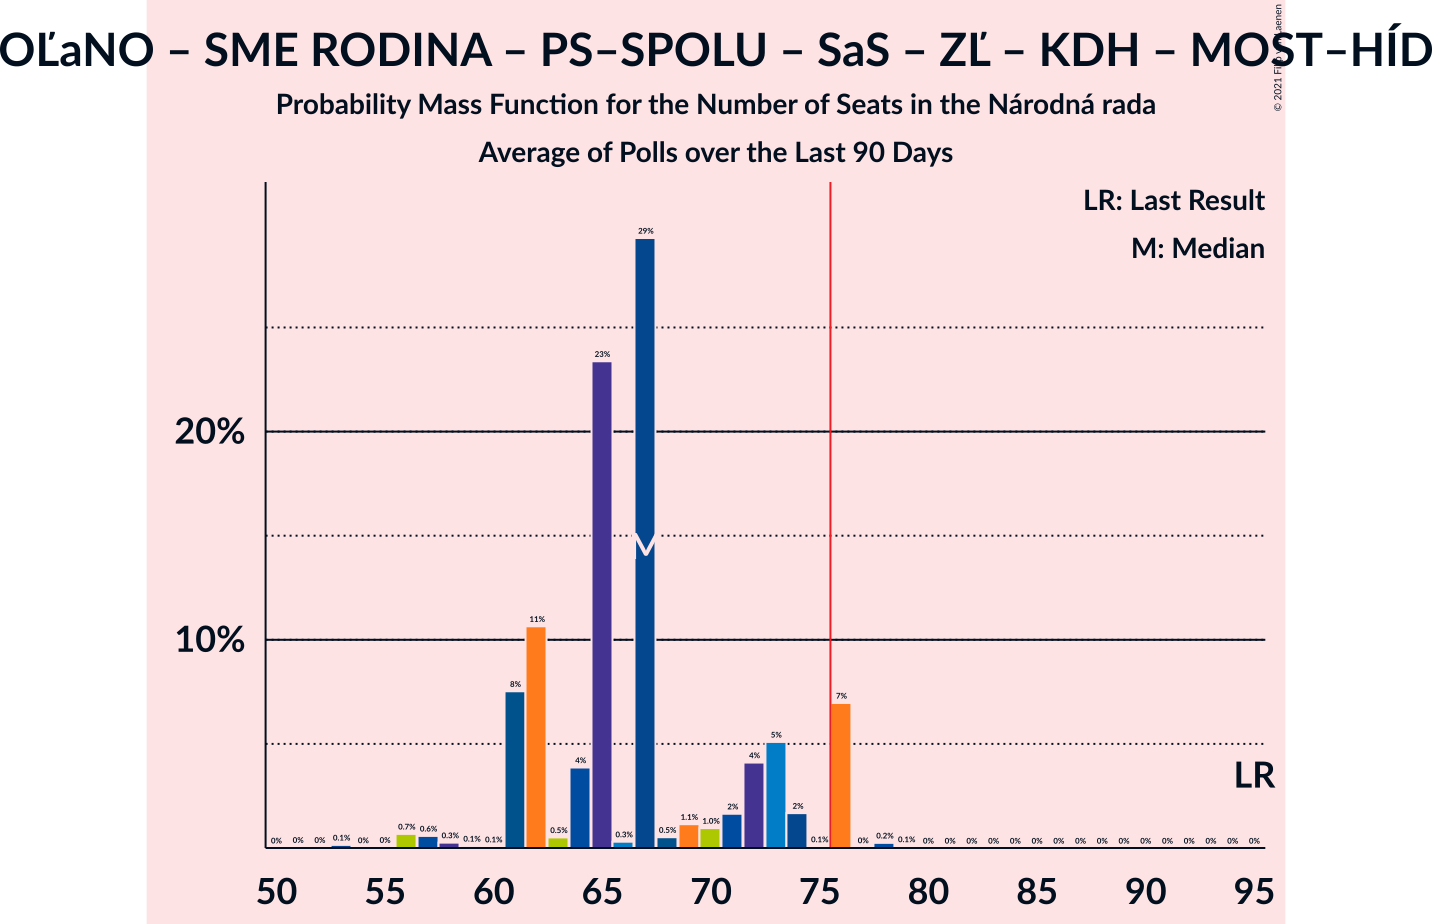 OĽaNO – SME RODINA – PS–SPOLU – SaS – ZĽ – KDH – MOST–HÍD
Probability Mass Function for the Number of Seats in the Národná rada
Average of Polls over the Last 90 Days
© 2021
LR: Last Result
M: Median
20%
10%
0% 0% 0% 0.1% 0% 0% 0.7% 0.6% 0.3% 0.1% 0.1% 8% 11% 0.5% 4% 23% 0.3% 29% 0.5% 1.1% 1.0% 2% 4% 5% 2% 0.1% 7% 0% 0.2% 0.1% 0% 0% 0% 0% 0% 0% 0% 0% 0% 0% 0% 0% 0% 0% 0% 0%
M
LR
50 55 60 65 70 75 80 85 90 95